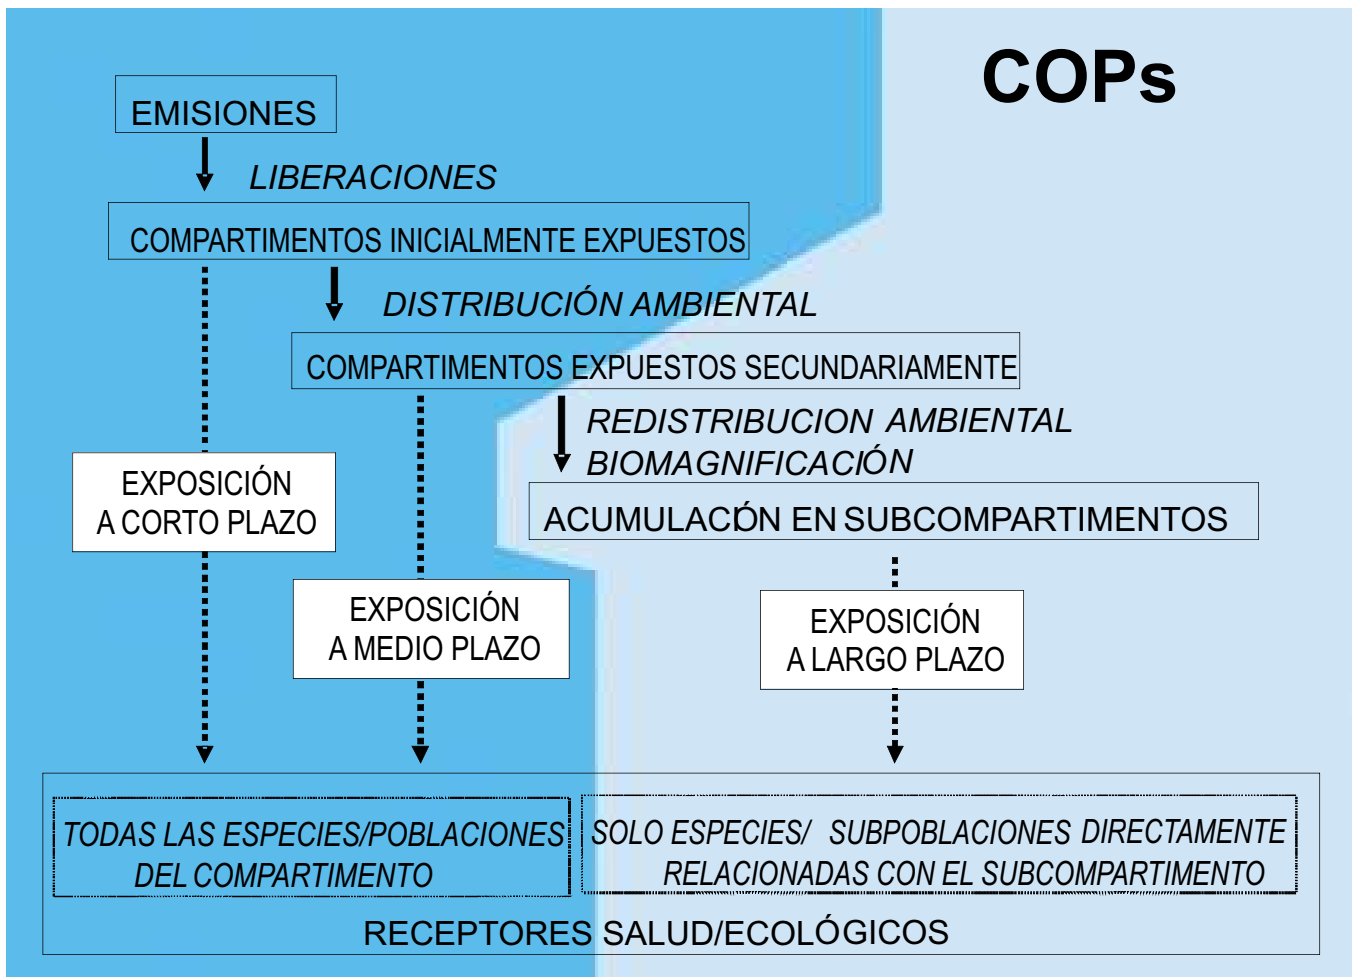 COPs
EMISIONES
LIBERACIONES
COMPARTIMENTOS INICIALMENTE EXPUESTOS
DISTRIBUCIÓN AMBIENTAL
COMPARTIMENTOS EXPUESTOS SECUNDARIAMENTE
REDISTRIBUCION AMBIENTAL
BIOMAGNIFICACIÓN
EXPOSICIÓN
A CORTO PLAZO
ACUMULACIÓN EN SUBCOMPARTIMENTOS
EXPOSICIÓN
A MEDIO PLAZO
EXPOSICIÓN
A LARGO PLAZO
TODAS LAS ESPECIES/POBLACIONES
DEL COMPARTIMENTO
SOLO ESPECIES/ SUBPOBLACIONES DIRECTAMENTE
RELACIONADAS CON EL SUBCOMPARTIMENTO
RECEPTORES SALUD/ECOLÓGICOS